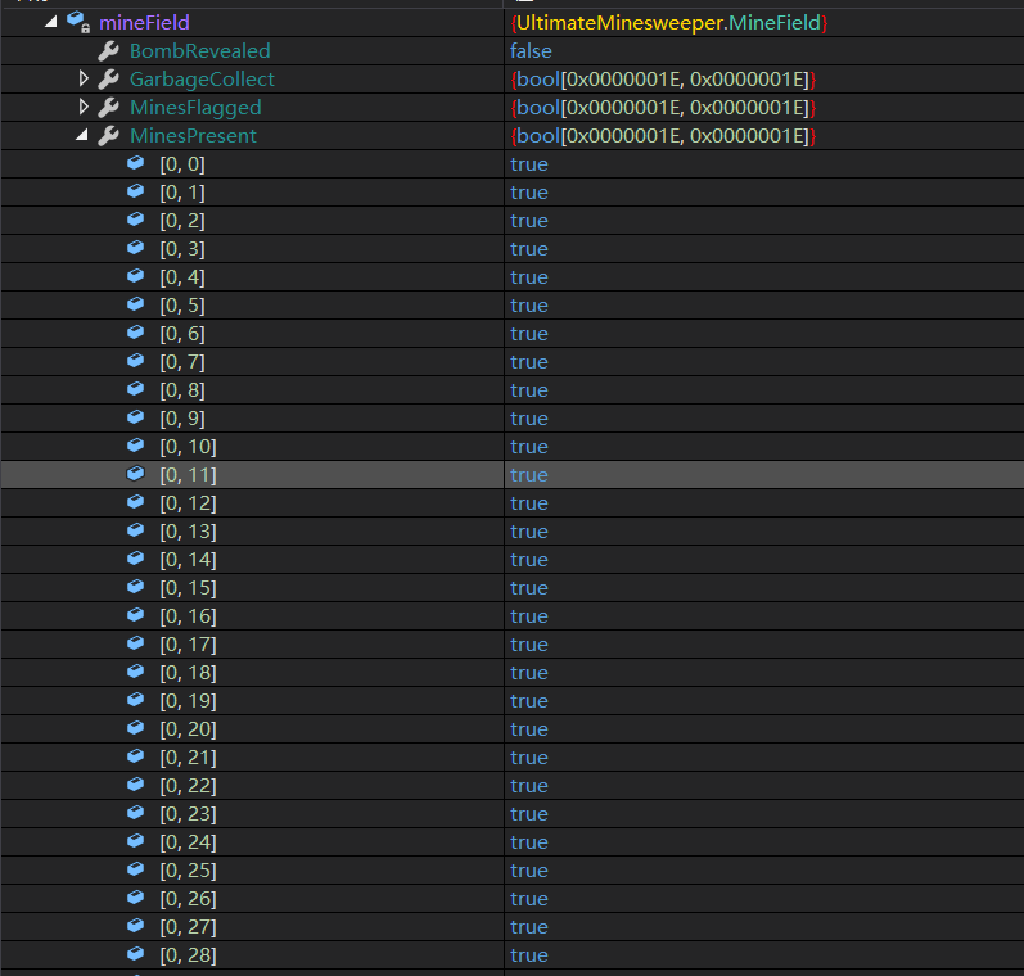 mineField {UltimateMinesweeper.MineField}
BombRevealed false
GarbageCollect {bool[0x0000001E, 0x0000001E]}
MinesFlagged {bool[0x0000001E, 0x0000001E]}
MinesPresent {bool[0x0000001E, 0x0000001E]}
[0, 0] true
[0, 1] true
[0, 2] true
[0, 3] true
[0, 4] true
[0, 5] true
[0, 6] true
[0, 7] true
[0, 8] true
[0, 9] true
[0, 10] true
[0, 11] true
[0, 12] true
[0, 13] true
[0, 14] true
[0, 15] true
[0, 16] true
[0, 17] true
[0, 18] true
[0, 19] true
[0, 20] true
[0, 21] true
[0, 22] true
[0, 23] true
[0, 24] true
[0, 25] true
[0, 26] true
[0, 27] true
[0, 28] true